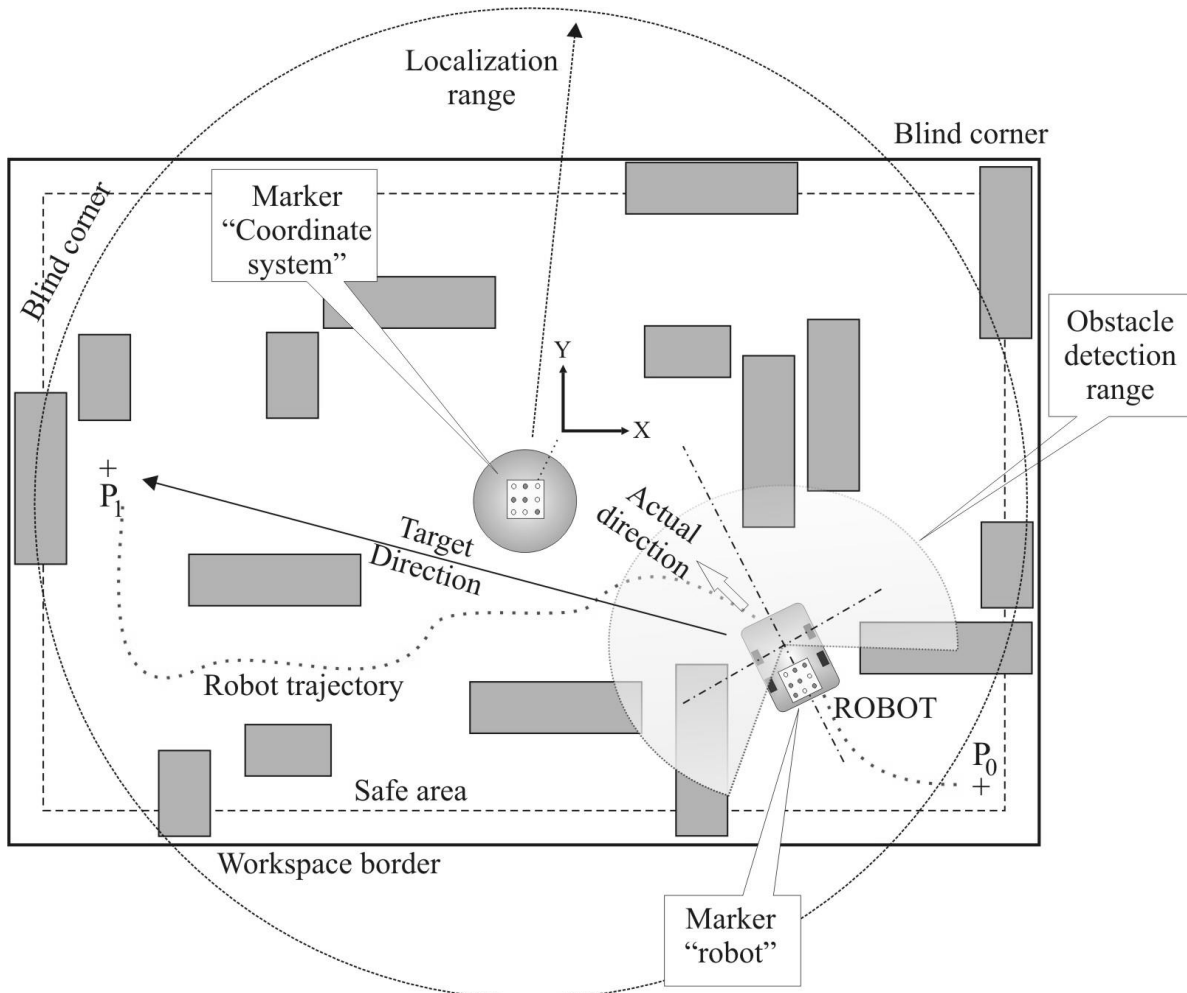 Localization
range
Blind corner
Blind corner
Marker
“Coordinate
system”
Obstacle
detection
range
Y
X
P1
Target
Direction
Actual
direction
Robot trajectory
ROBOT
P0
Safe area
Workspace border
Marker
“robot”